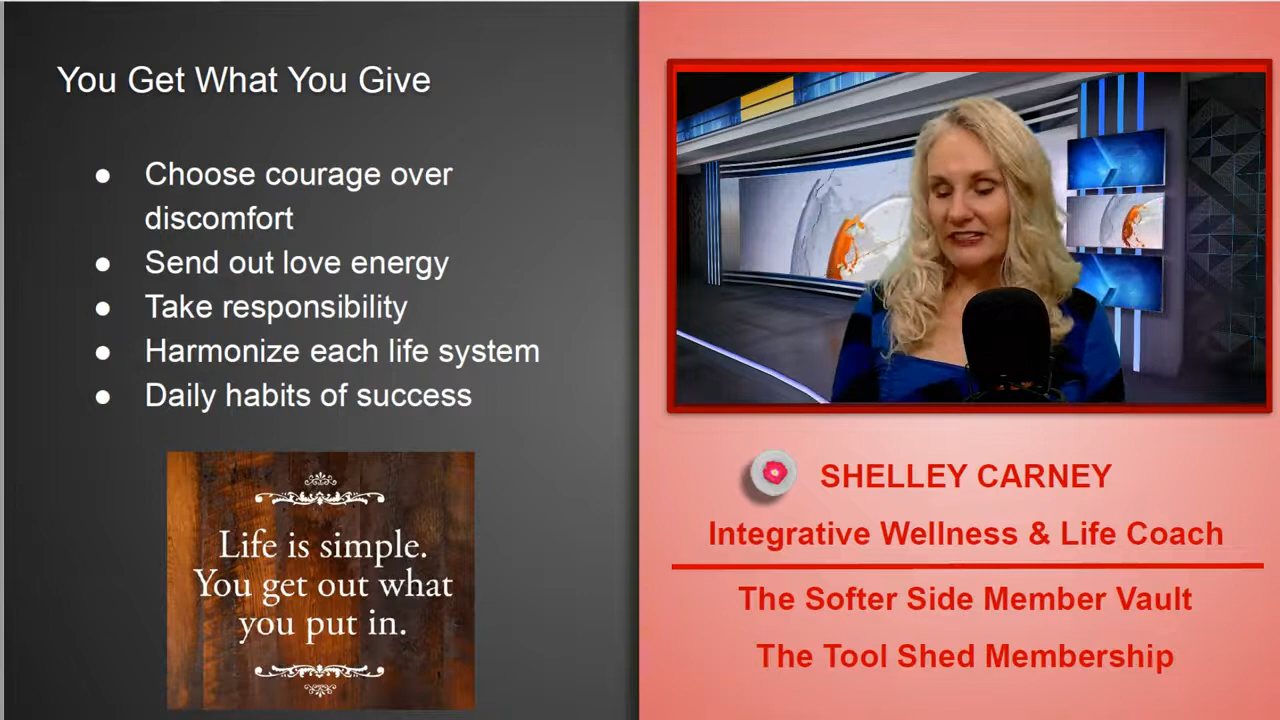 You Get What You Give
● Choose courage over
discomfort
● Send out love energy
● Take responsibility
● Harmonize each life system
● Daily habits of success
Life is simple.
You get out what
you put in.
SHELLEY CARNEY
Integrative Wellness & Life Coach
The Softer Side Member Vault
The Tool Shed Membership